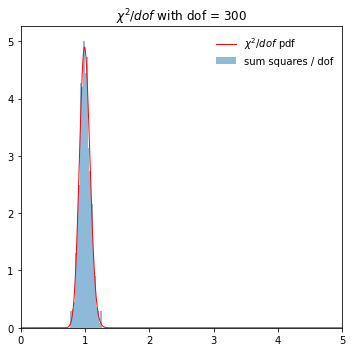 χ²/dof with dof = 300
χ²/dof pdf
sum squares / dof
5
4
3
2
1
0
0 1 2 3 4 5